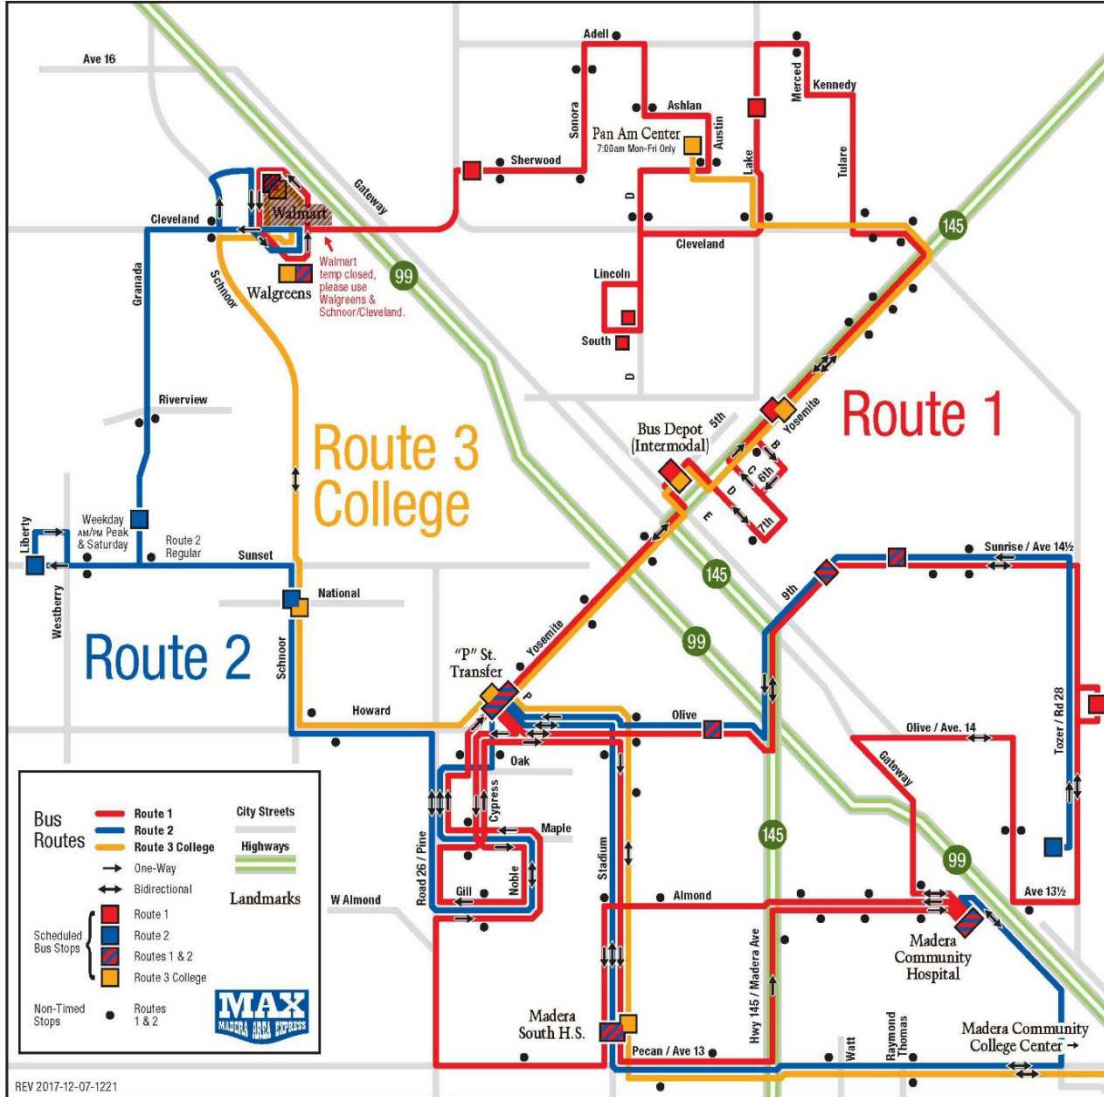 Ave 16
Adell
Merced
Kennedy
Ashlan
Sonora
Austin
Pan Am Center
7:00am Mon-Fri Only
Lake
Tulare
Sherwood
D
Gateway
Walmart
Cleveland
Cleveland
145
99
Walmart
temp closed,
please use
Walgreens &
Schnoor/Cleveland.
Schnoor
Granada
Walgreens
Lincoln
South
D
Riverview
Route 3
College
Route 1
Yosemite
5th
Bus Depot
(Intermodal)
B
C
6th
D
7th
E
Liberty
Weekday
AM/PM Peak
& Saturday
Route 2
Regular
Sunset
145
Sunrise / Ave 14½
9th
Westberry
National
Route 2
Schnoor
Yosemite
99
"P" St.
Transfer
P
Howard
Olive
Olive / Ave. 14
Tozer / Rd 28
Gateway
Oak
Cypress
Maple
Road 26 / Pine
Noble
Gill
Stadium
145
99
Ave 13½
W Almond
Almond
Madera
Community
Hospital
Hwy 145 / Madera Ave
Madera
South H.S.
Pecan / Ave 13
Watt
Raymond
Thomas
Madera Community
College Center
Bus
Routes
Route 1
Route 2
Route 3 College
One-Way
Bidirectional
City Streets
Highways
Landmarks
Scheduled
Bus Stops
Route 1
Route 2
Routes 1 & 2
Route 3 College
Non-Timed
Stops
Routes
1 & 2
MAX
MADERA AREA EXPRESS
REV 2017-12-07-1221